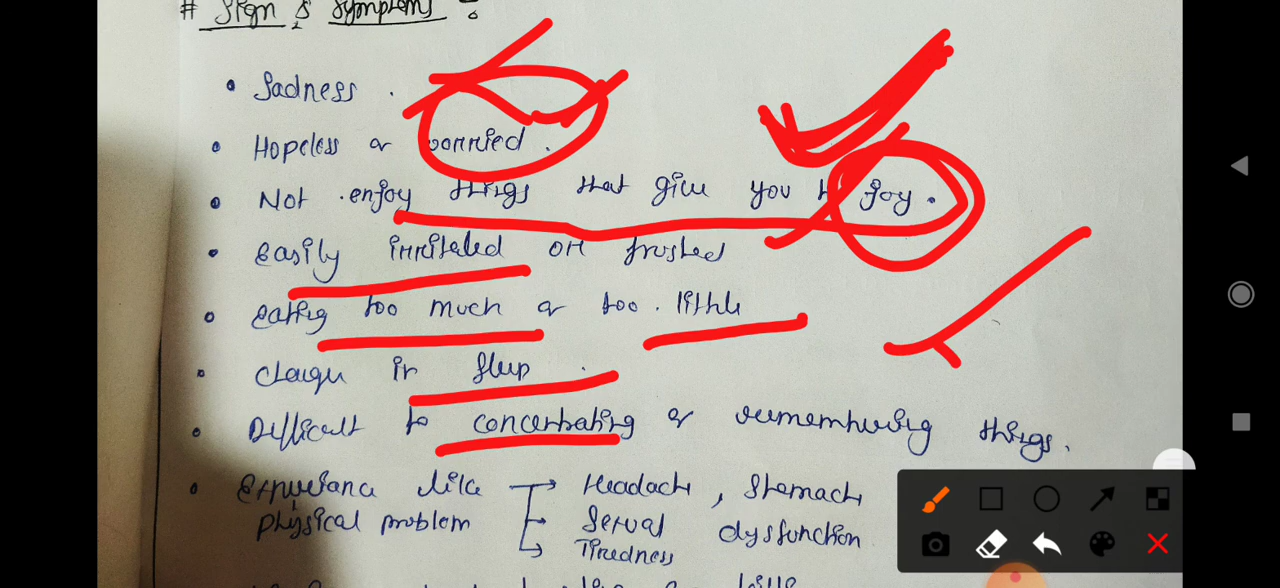 # Sign & Symptoms :
• Sadness .
• Hopeless or worried .
• Not enjoy things that give you joy .
• easily irritated or frusted
• eating too much or too little
• Change in sleep .
• Difficult to concentrating or remembering things .
• Experience like → Headach , Stomach
physical problem → Sexual dysfunction
→ Tiredness